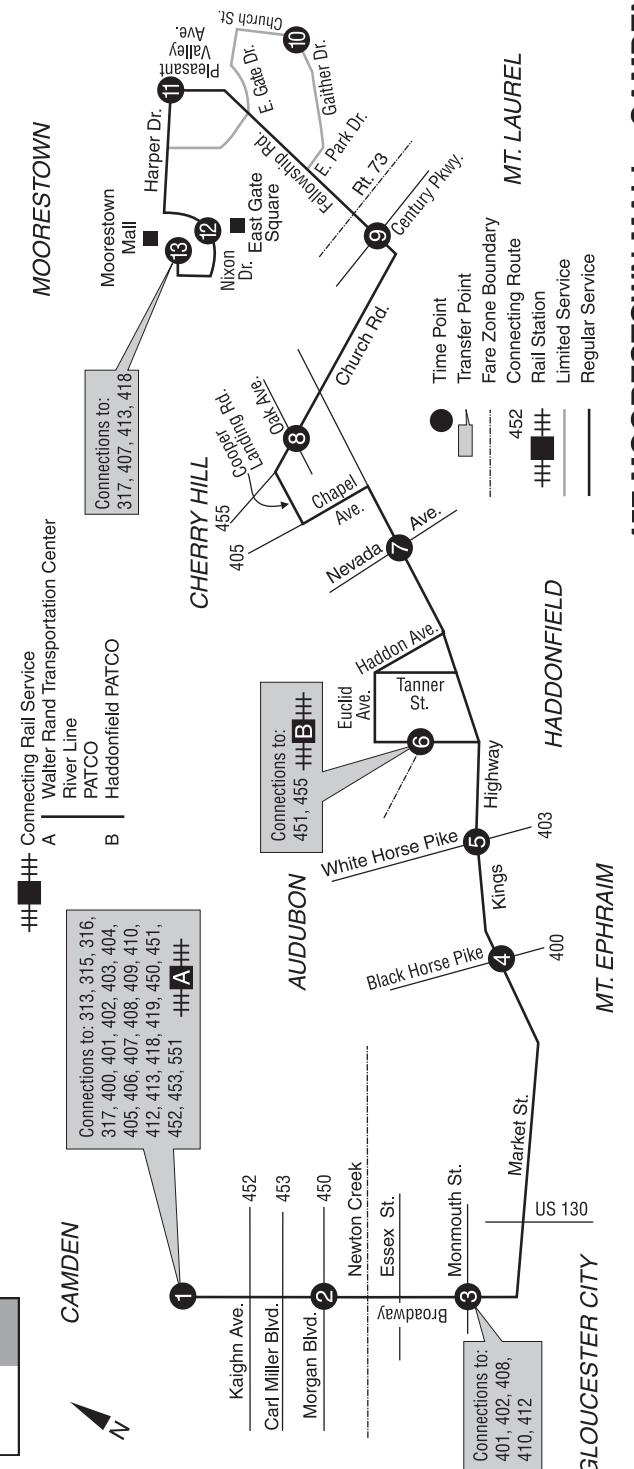 Connecting Rail Service
A Walter Rand Transportation Center
River Line
PATCO
B Haddonfield PATCO
CAMDEN
Connections to: 313, 315, 316,
317, 400, 401, 402, 403, 404,
405, 406, 407, 408, 409, 410,
412, 413, 418, 419, 450, 451,
452, 453, 551
A
N
1
Kaighn Ave.
452
Carl Miller Blvd.
453
Morgan Blvd.
2
450
Newton Creek
Essex St.
Broadway
Monmouth St.
3
Connections to:
401, 402, 408,
410, 412
GLOUCESTER CITY
US 130
Market St.
AUDUBON
Black Horse Pike
4
400
MT. EPHRAIM
White Horse Pike
5
403
Kings
Highway
Connections to:
451, 455
B
6
Euclid
Ave.
Tanner
St.
Haddon Ave.
HADDONFIELD
Nevada
Ave.
7
CHERRY HILL
405
455
Cooper
Landing Rd.
Chapel
Ave.
Oak Ave.
8
Church Rd.
9
Century Pkwy.
Rt. 73
Fellowship Rd.
MT. LAUREL
MOORESTOWN
Connections to:
317, 407, 413, 418
Moorestown
Mall
13
12
Nixon
Dr.
East Gate
Square
Harper Dr.
11
Pleasant
Valley
Ave.
E. Gate Dr.
Church St.
10
Gaither Dr.
E. Park Dr.
Time Point
Transfer Point
Fare Zone Boundary
452 Connecting Route
Rail Station
Limited Service
Regular Service